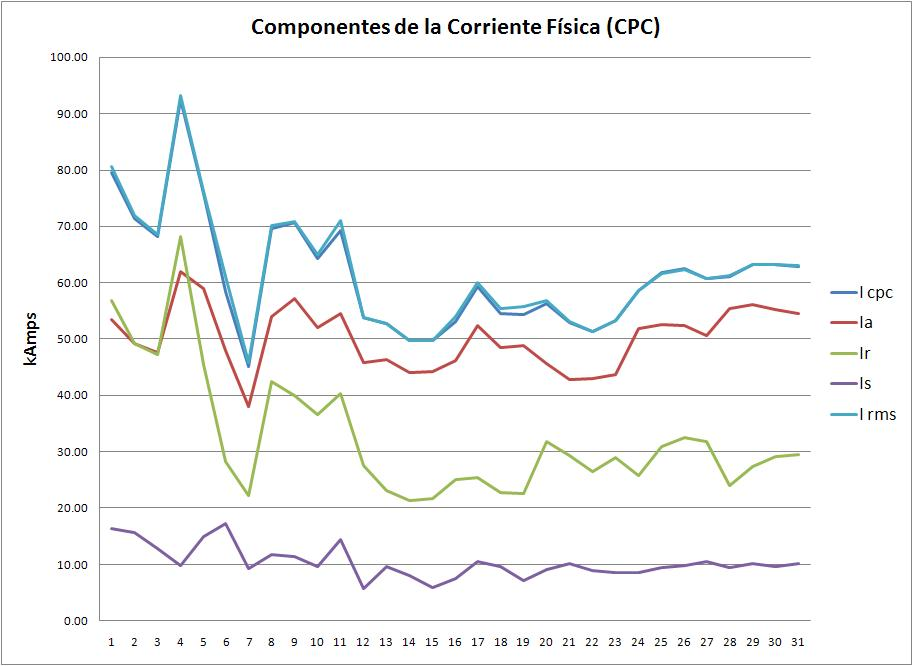 Componentes de la Corriente Física (CPC)
kAmps
100.00
90.00
80.00
70.00
60.00
50.00
40.00
30.00
20.00
10.00
0.00
1 2 3 4 5 6 7 8 9 10 11 12 13 14 15 16 17 18 19 20 21 22 23 24 25 26 27 28 29 30 31
I cpc
Ia
Ir
Is
I rms